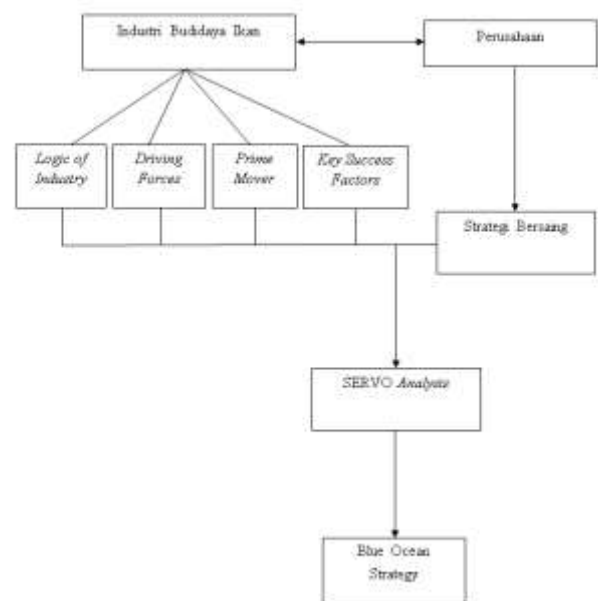 Industri Budidaya Ikan
Perusahaan
Logic of
Industry
Driving
Forces
Prime
Mover
Key Success
Factors
Strategi Bersaing
SERVO Analysis
Blue Ocean
Strategy